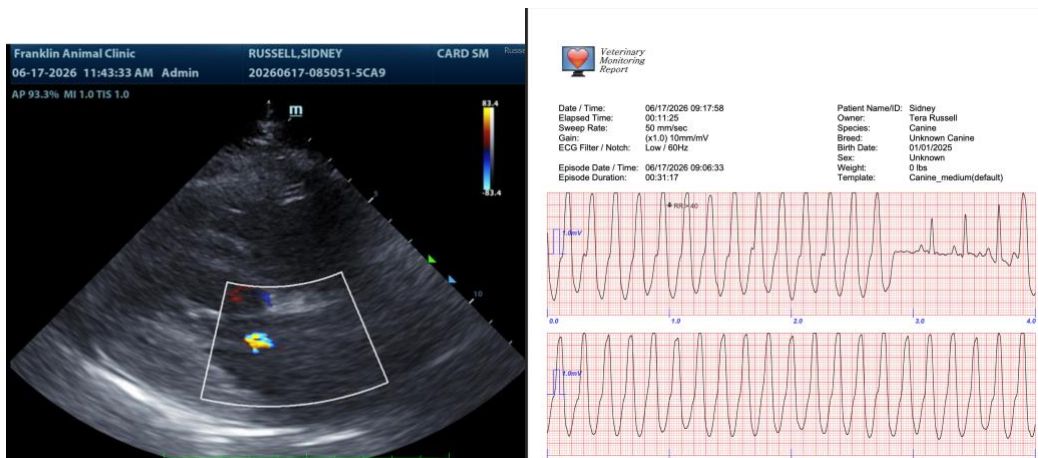 Franklin Animal Clinic RUSSELL,SIDNEY CARD SM
06-17-2026 11:43:33 AM Admin 20260617-085051-5CA9
AP 93.3% MI 1.0 TIS 1.0
m
83.4
-83.4
5
10
Veterinary
Monitoring
Report
Date / Time: 06/17/2026 09:17:58 Patient Name/ID: Sidney
Elapsed Time: 00:11:25 Owner: Tera Russell
Sweep Rate: 50 mm/sec Species: Canine
Gain: (x1.0) 10mm/mV Breed: Unknown Canine
ECG Filter / Notch: Low / 60Hz Birth Date: 01/01/2025
Sex: Unknown
Episode Date / Time: 06/17/2026 09:06:33 Weight: 0 lbs
Episode Duration: 00:31:17 Template: Canine_medium(default)
1.0mV
0.0 1.0 2.0 3.0 4.0
1.0mV